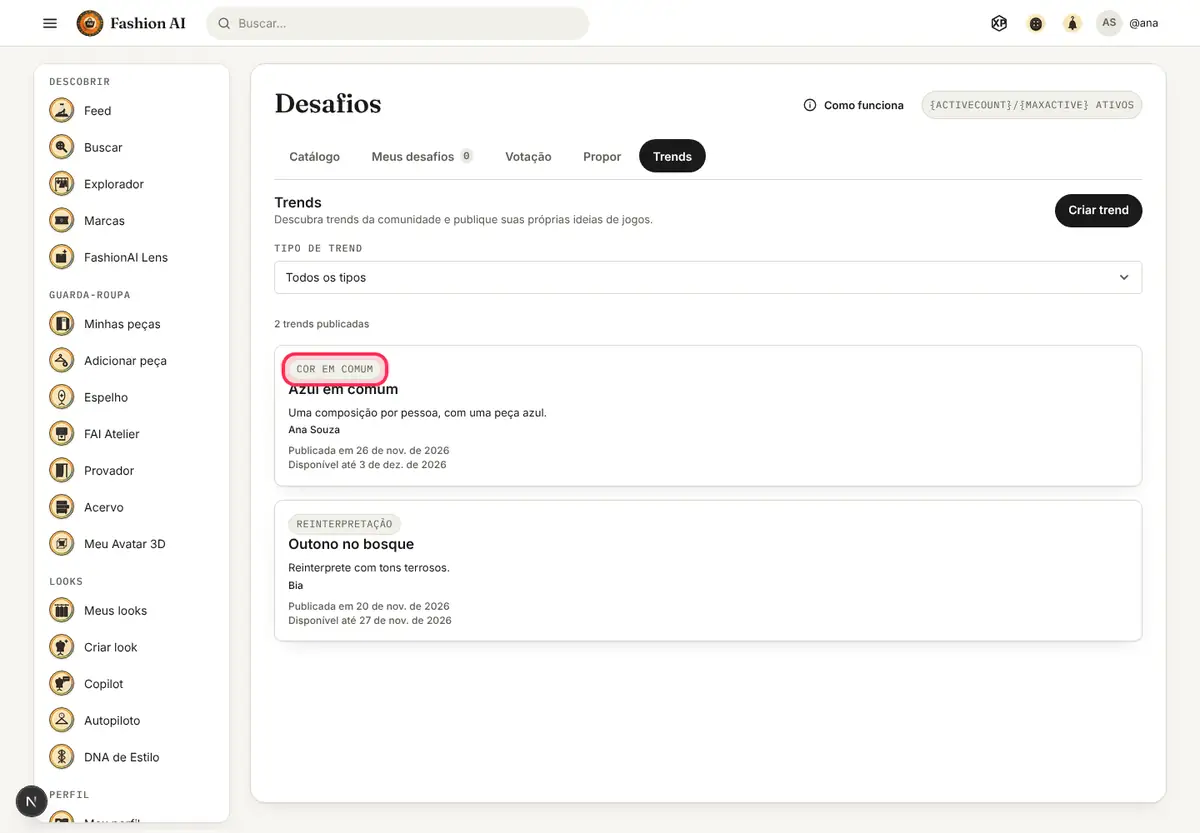 Fashion AI
Buscar...
XP
AS
@ana
DESCOBRIR
Feed
Buscar
Explorador
Marcas
FashionAI Lens
GUARDA-ROUPA
Minhas peças
Adicionar peça
Espelho
FAI Atelier
Provador
Acervo
Meu Avatar 3D
LOOKS
Meus looks
Criar look
Copilot
Autopiloto
DNA de Estilo
PERFIL
Meu perfil
N
Desafios
Como funciona
{ACTIVECOUNT}/{MAXACTIVE} ATIVOS
Catálogo
Meus desafios 0
Votação
Propor
Trends
Trends
Descubra trends da comunidade e publique suas próprias ideias de jogos.
Criar trend
TIPO DE TREND
Todos os tipos
2 trends publicadas
COR EM COMUM
Azul em comum
Uma composição por pessoa, com uma peça azul.
Ana Souza
Publicada em 26 de nov. de 2026
Disponível até 3 de dez. de 2026
REINTERPRETAÇÃO
Outono no bosque
Reinterprete com tons terrosos.
Bia
Publicada em 20 de nov. de 2026
Disponível até 27 de nov. de 2026